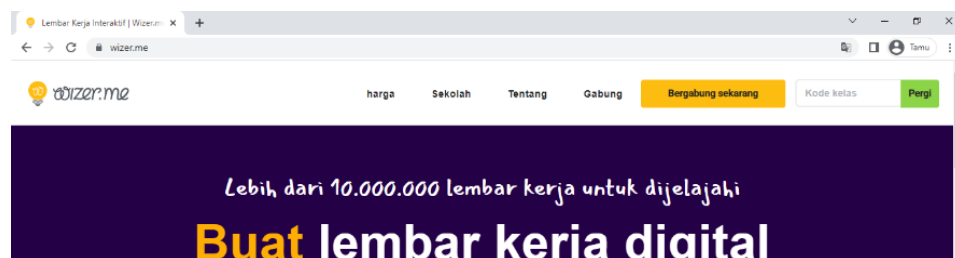 Lembar Kerja Interaktif | Wizer.m
wizer.me
Tamu
wizer.me
harga Sekolah Tentang Gabung Bergabung sekarang Kode kelas Pergi
Lebih dari 10.000.000 lembar kerja untuk dijelajahi
Buat lembar kerja digital